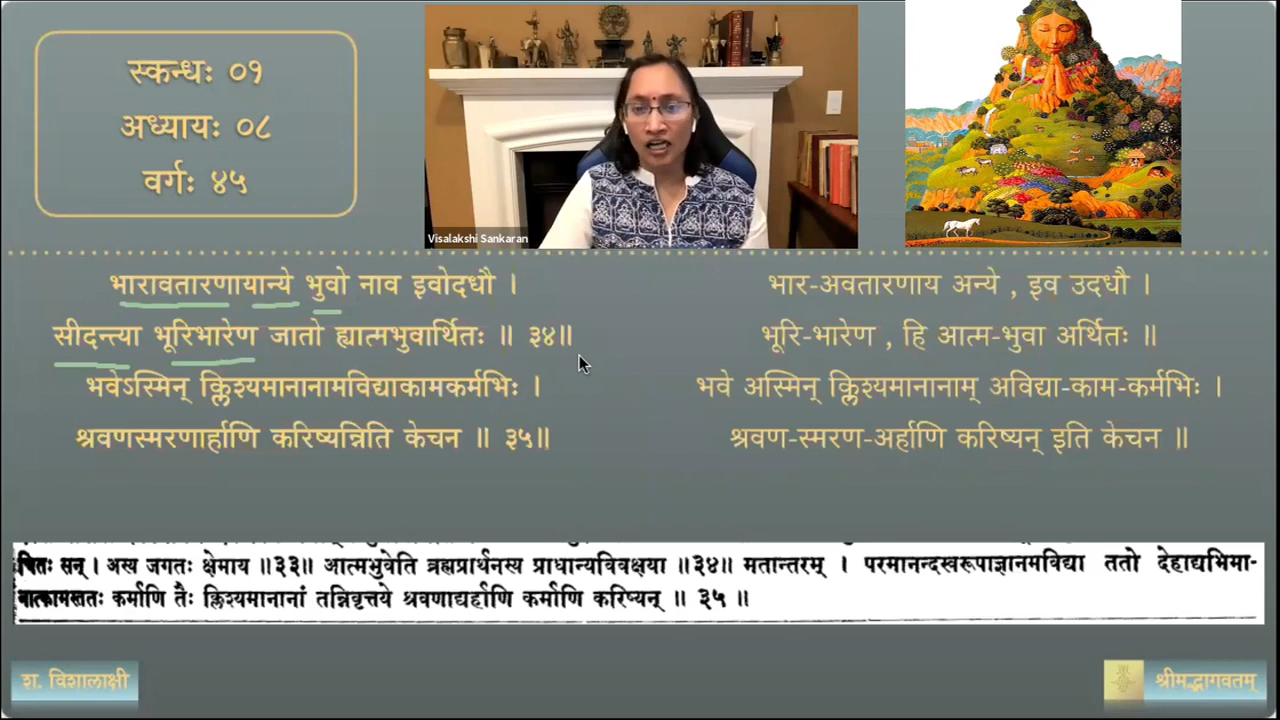 स्कन्धः ०१
अध्यायः ०८
वर्गः ४५
Visalakshi Sankaran
भारावतारणायान्ये भुवो नाव इवोदधौ ।
सीदन्त्या भूरिभारेण जातो ह्यात्मभुवार्थितः ॥ ३४॥
भवेऽस्मिन् क्लिश्यमानानामविद्याकामकर्मभिः ।
श्रवणस्मरणार्हाणि करिष्यन्निति केचन ॥ ३५॥
भार-अवतारणाय अन्ये , इव उदधौ ।
भूरि-भारेण , हि आत्म-भुवा अर्थितः ॥
भवे अस्मिन् क्लिश्यमानानाम् अविद्या-काम-कर्मभिः ।
श्रवण-स्मरण-अर्हाणि करिष्यन् इति केचन ॥
सन् । अस्य जगतः क्षेमाय ॥३३॥ आत्मभुवेति ब्रह्मप्रार्थनस्य प्राधान्यविवक्षया ॥३४॥ मतान्तरम् । परमानन्दस्वरूपाज्ञानमविद्या ततो देहाद्यभिमा-
कर्माणि तैः क्लिश्यमानानां तन्निवृत्तये श्रवणाद्यर्हाणि कर्माणि करिष्यन् ॥ ३५ ॥
श. विशालाक्षी
श्रीमद्भागवतम्